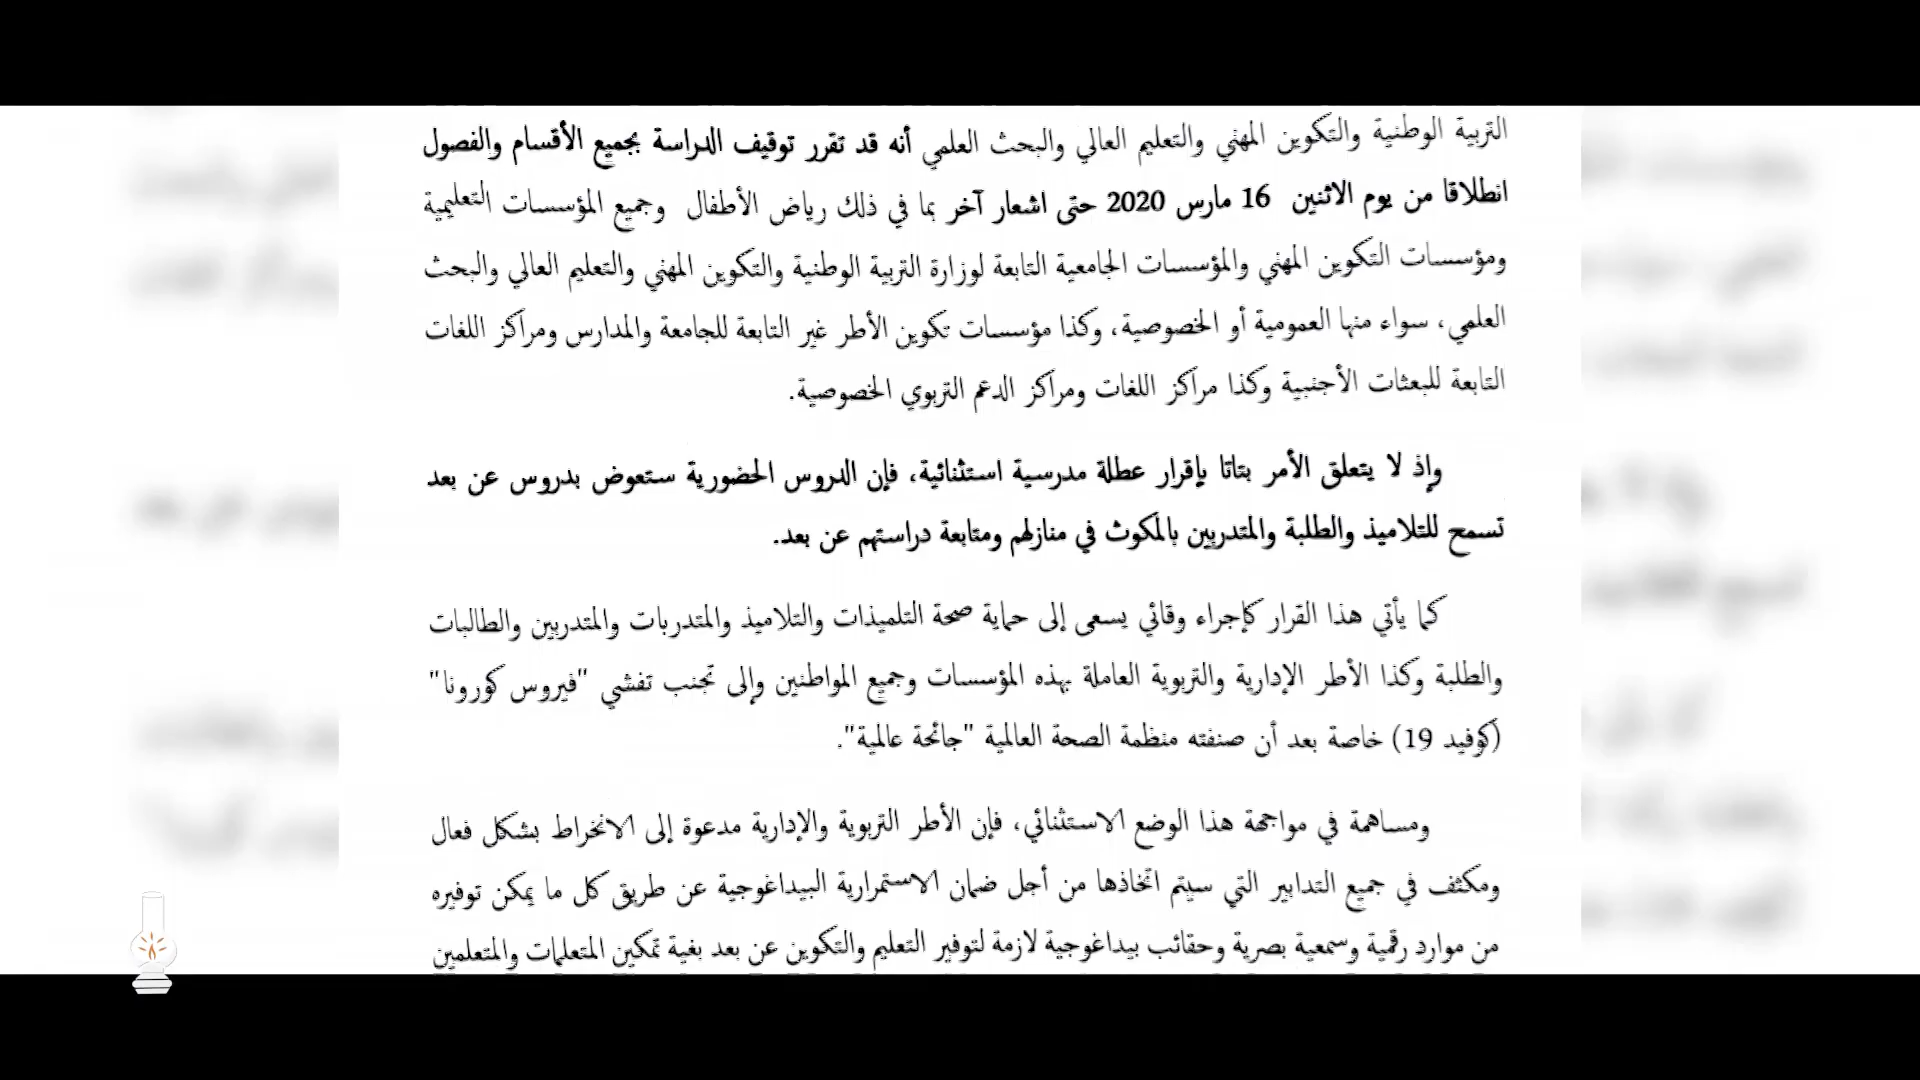 التربية الوطنية والتكوين المهني والتعليم العالي والبحث العلمي أنه قد تقرر توقيف الدراسة بجميع الأقسام والفصول
انطلاقا من يوم الاثنين 16 مارس 2020 حتى اشعار آخر بما في ذلك رياض الأطفال وجميع المؤسسات التعليمية
ومؤسسات التكوين المهني والمؤسسات الجامعية التابعة لوزارة التربية الوطنية والتكوين المهني والتعليم العالي والبحث
العلمي، سواء منها العمومية أو الخصوصية، وكذا مؤسسات تكوين الأطر غير التابعة للجامعة والمدارس ومراكز اللغات
التابعة للبعثات الأجنبية وكذا مراكز اللغات ومراكز الدعم التربوي الخصوصية.
وإذ لا يتعلق الأمر بتاتا بإقرار عطلة مدرسية استثنائية، فإن الدروس الحضورية ستعوض بدروس عن بعد
تسمح للتلاميذ والطلبة والمتدربين بالمكوث في منازلهم ومتابعة دراستهم عن بعد.
كما يأتي هذا القرار كإجراء وقائي يسعى إلى حماية صحة التلميذات والتلاميذ والمتدربات والمتدربين والطالبات
والطلبة وكذا الأطر الإدارية والتربوية العاملة بهذه المؤسسات وجميع المواطنين وإلى تجنب تفشي "فيروس كورونا"
(كوفيد 19) خاصة بعد أن صنفته منظمة الصحة العالمية "جائحة عالمية".
ومساهمة في مواجهة هذا الوضع الاستثنائي، فإن الأطر التربوية والإدارية مدعوة إلى الانخراط بشكل فعال
ومكثف في جميع التدابير التي سيتم اتخاذها من أجل ضمان الاستمرارية البيداغوجية عن طريق كل ما يمكن توفيره
من موارد رقمية وسمعية بصرية وحقائب بيداغوجية لازمة لتوفير التعليم والتكوين عن بعد بغية تمكين المتعلمات والمتعلمين